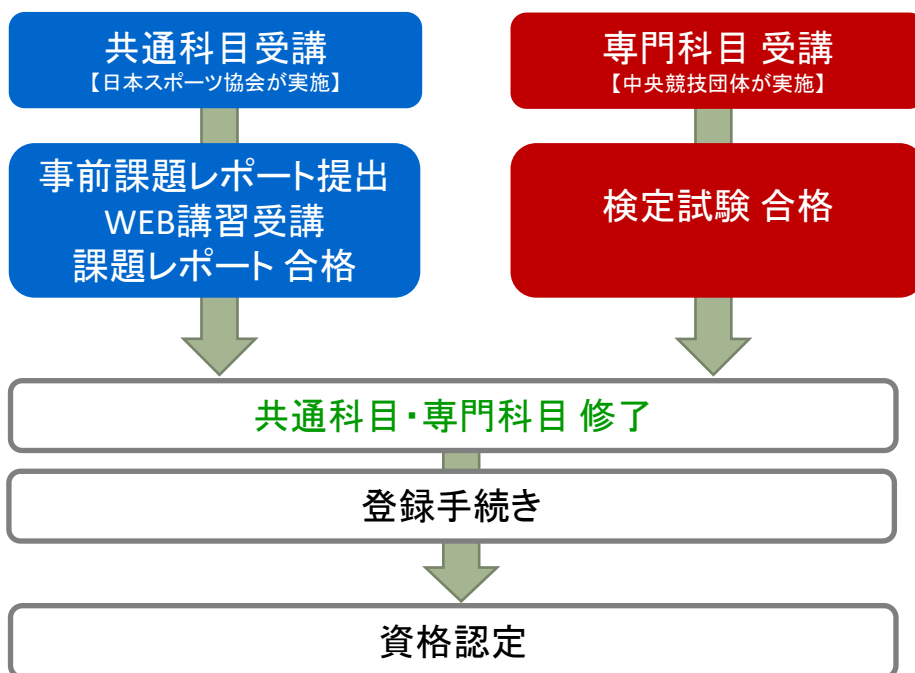 共通科目受講
【日本スポーツ協会が実施】
専門科目 受講
【中央競技団体が実施】
事前課題レポート提出
WEB講習受講
課題レポート 合格
検定試験 合格
共通科目・専門科目 修了
登録手続き
資格認定